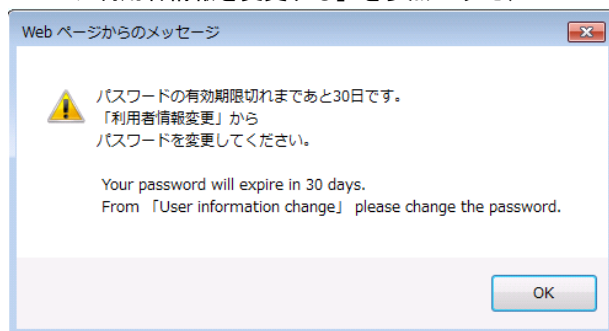 Web ページからのメッセージ
パスワードの有効期限切れまであと30日です。
「利用者情報変更」から
パスワードを変更してください。
Your password will expire in 30 days.
From 「User information change」 please change the password.
OK